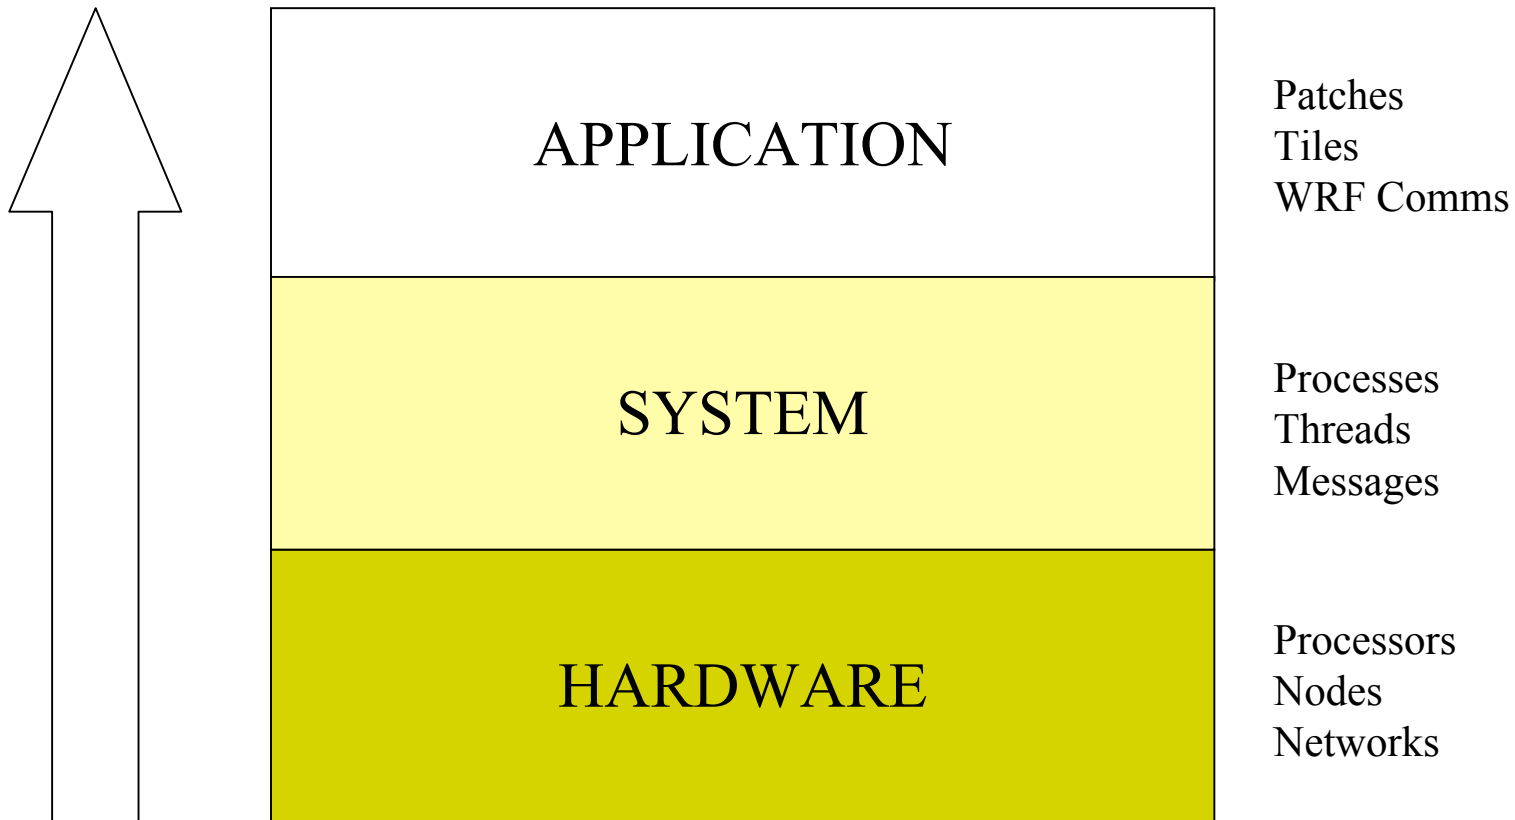 APPLICATION
Patches
Tiles
WRF Comms
SYSTEM
Processes
Threads
Messages
HARDWARE
Processors
Nodes
Networks